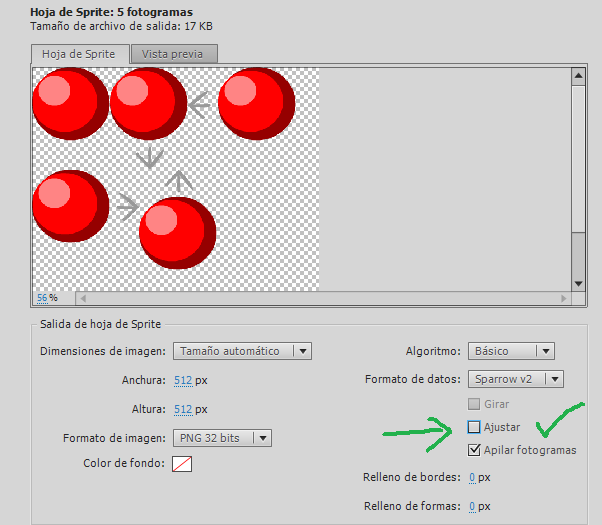 Hoja de Sprite: 5 fotogramas
Tamaño de archivo de salida: 17 KB
Hoja de Sprite
Vista previa
56 %
Salida de hoja de Sprite
Dimensiones de imagen: Tamaño automático
Algoritmo: Básico
Anchura: 512 px
Formato de datos: Sparrow v2
Girar
Altura: 512 px
Ajustar
Formato de imagen: PNG 32 bits
Apilar fotogramas
Color de fondo:
Relleno de bordes: 0 px
Relleno de formas: 0 px